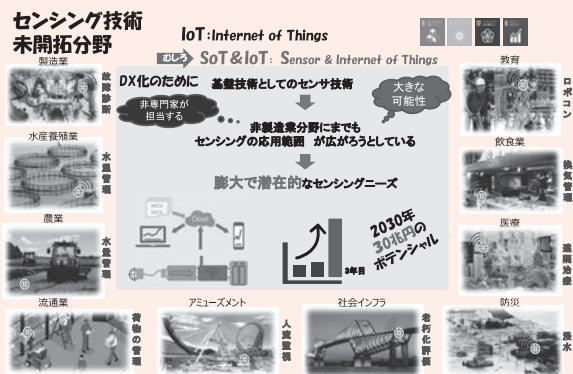 センシング技術
未開拓分野
IoT:Internet of Things
むしろ SoT&IoT: Sensor & Internet of Things
製造業
故障診断
水産養殖業
水温管理
農業
水量管理
流通業
荷物の管理
DX化のために
非専門家が
担当する
基盤技術としてのセンサ技術
大きな
可能性
非製造業分野にまでも
センシングの応用範囲 が広がろうとしている
膨大で潜在的なセンシングニーズ
Cloud
3年目
2030年
30兆円の
ポテンシャル
教育
ロボコン
飲食業
換気管理
医療
遠隔治療
アミューズメント
人流監視
社会インフラ
老朽化評価
防災
浸水